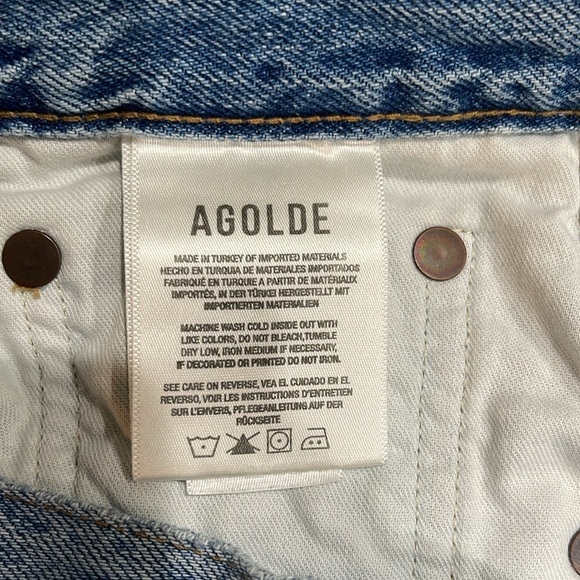 AGOLDE
MADE IN TURKEY OF IMPORTED MATERIALS
HECHO EN TURQUIA DE MATERIALES IMPORTADOS
FABRIQUÉ EN TURQUIE A PARTIR DE MATÉRIAUX
IMPORTÉS, IN DER TÜRKEI HERGESTELLT MIT
IMPORTIERTEN MATERIALIEN
MACHINE WASH COLD INSIDE OUT WITH
LIKE COLORS, DO NOT BLEACH,TUMBLE
DRY LOW, IRON MEDIUM IF NECESSARY,
IF DECORATED OR PRINTED DO NOT IRON.
SEE CARE ON REVERSE, VEA EL CUIDADO EN EL
REVERSO, VOIR LES INSTRUCTIONS D'ENTRETIEN
SUR L'ENVERS, PFLEGEANLEITUNG AUF DER
RÜCKSEITE